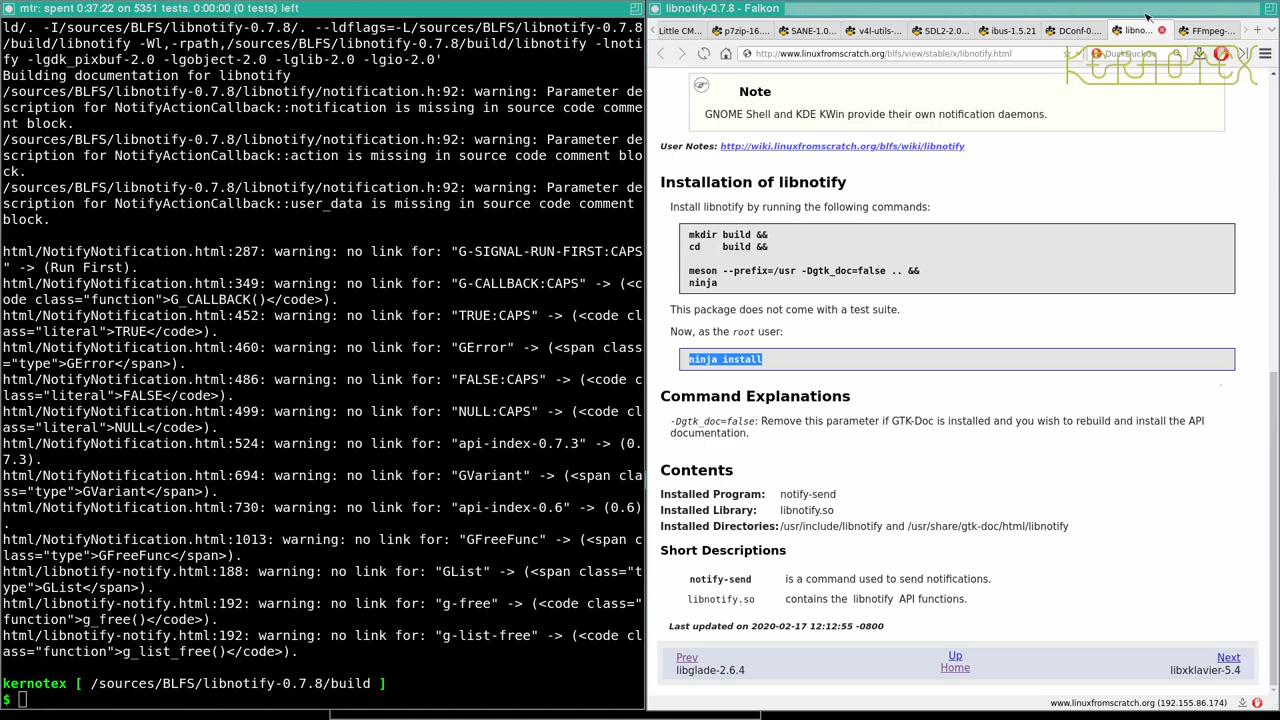 mtr: spent 0:37:22 on 5351 tests. 0:00:00 (0 tests) left
ld/. -I/sources/BLFS/libnotify-0.7.8/. --ldflags=-L/sources/BLFS/libnotify-0.7.8
/build/libnotify -Wl,-rpath,/sources/BLFS/libnotify-0.7.8/build/libnotify -lnoti
fy -lgdk_pixbuf-2.0 -lgobject-2.0 -lglib-2.0 -lgio-2.0'
Building documentation for libnotify
/sources/BLFS/libnotify-0.7.8/libnotify/notification.h:92: warning: Parameter de
scription for NotifyActionCallback::notification is missing in source code comme
nt block.
/sources/BLFS/libnotify-0.7.8/libnotify/notification.h:92: warning: Parameter de
scription for NotifyActionCallback::action is missing in source code comment blo
ck.
/sources/BLFS/libnotify-0.7.8/libnotify/notification.h:92: warning: Parameter de
scription for NotifyActionCallback::user_data is missing in source code comment
block.
html/NotifyNotification.html:287: warning: no link for: "G-SIGNAL-RUN-FIRST:CAPS
" -> (Run First).
html/NotifyNotification.html:349: warning: no link for: "G-CALLBACK:CAPS" -> (<c
ode class="function">G_CALLBACK()</code>).
html/NotifyNotification.html:452: warning: no link for: "TRUE:CAPS" -> (<code cl
ass="literal">TRUE</code>).
html/NotifyNotification.html:460: warning: no link for: "GError" -> (<span class
="type">GError</span>).
html/NotifyNotification.html:486: warning: no link for: "FALSE:CAPS" -> (<code c
lass="literal">FALSE</code>).
html/NotifyNotification.html:499: warning: no link for: "NULL:CAPS" -> (<code cl
ass="literal">NULL</code>).
html/NotifyNotification.html:524: warning: no link for: "api-index-0.7.3" -> (0.
7.3).
html/NotifyNotification.html:694: warning: no link for: "GVariant" -> (<span cla
ss="type">GVariant</span>).
html/NotifyNotification.html:730: warning: no link for: "api-index-0.6" -> (0.6)
.
html/NotifyNotification.html:1013: warning: no link for: "GFreeFunc" -> (<span c
lass="type">GFreeFunc</span>).
html/libnotify-notify.html:188: warning: no link for: "GList" -> (<span class="t
ype">GList</span>).
html/libnotify-notify.html:192: warning: no link for: "g-free" -> (<code class="
function">g_free()</code>).
html/libnotify-notify.html:192: warning: no link for: "g-list-free" -> (<code cl
ass="function">g_list_free()</code>).
kernotex [ /sources/BLFS/libnotify-0.7.8/build ]
$
libnotify-0.7.8 - Falkon
Little CM... p7zip-16.... SANE-1.0... v4l-utils-... SDL2-2.0... ibus-1.5.21 DConf-0.... libno... FFmpeg-...
http://www.linuxfromscratch.org/blfs/view/stable/x/libnotify.html DuckDuckGo
KERNOTEX
Note
GNOME Shell and KDE KWin provide their own notification daemons.
User Notes: http://wiki.linuxfromscratch.org/blfs/wiki/libnotify
Installation of libnotify
Install libnotify by running the following commands:
mkdir build &&
cd    build &&
meson --prefix=/usr -Dgtk_doc=false .. &&
ninja
This package does not come with a test suite.
Now, as the root user:
ninja install
Command Explanations
-Dgtk_doc=false: Remove this parameter if GTK-Doc is installed and you wish to rebuild and install the API
documentation.
Contents
Installed Program: notify-send
Installed Library: libnotify.so
Installed Directories: /usr/include/libnotify and /usr/share/gtk-doc/html/libnotify
Short Descriptions
notify-send is a command used to send notifications.
libnotify.so contains the libnotify API functions.
Last updated on 2020-02-17 12:12:55 -0800
Prev Up Next
libglade-2.6.4 Home libxklavier-5.4
www.linuxfromscratch.org (192.155.86.174)